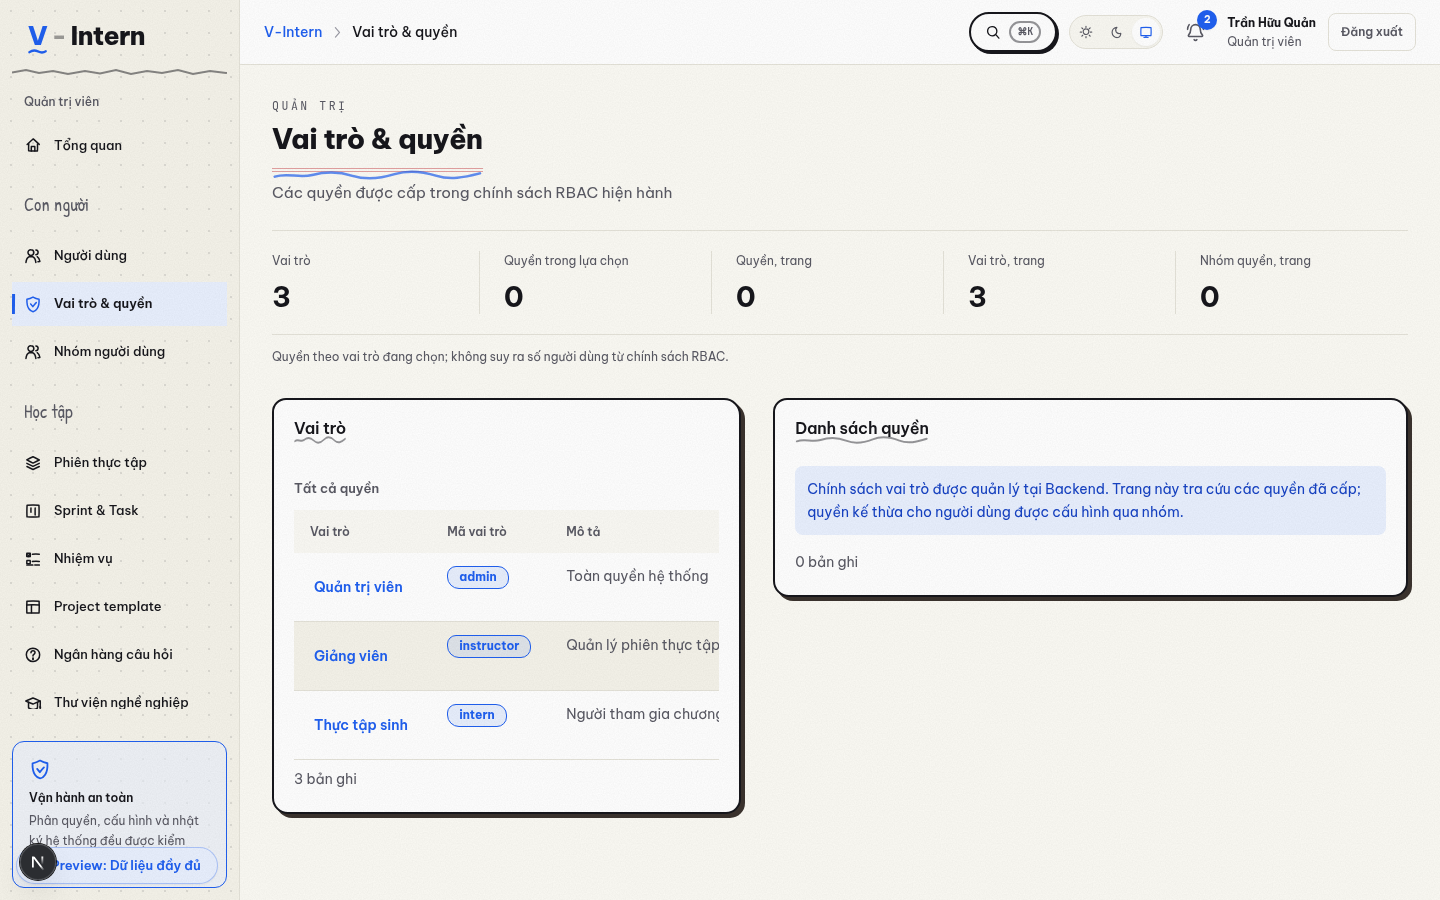 V - Intern
Quản trị viên
Tổng quan
Con người
Người dùng
Vai trò & quyền
Nhóm người dùng
Học tập
Phiên thực tập
Sprint & Task
Nhiệm vụ
Project template
Ngân hàng câu hỏi
Thư viện nghề nghiệp
Vận hành an toàn
Phân quyền, cấu hình và nhật
ký hệ thống đều được kiểm
Preview: Dữ liệu đầy đủ
V-Intern > Vai trò & quyền
⌘K
2
Trần Hữu Quản
Quản trị viên
Đăng xuất
QUẢN TRỊ
Vai trò & quyền
Các quyền được cấp trong chính sách RBAC hiện hành
Vai trò
3
Quyền trong lựa chọn
0
Quyền, trang
0
Vai trò, trang
3
Nhóm quyền, trang
0
Quyền theo vai trò đang chọn; không suy ra số người dùng từ chính sách RBAC.
Vai trò
Tất cả quyền
Vai trò Mã vai trò Mô tả
Quản trị viên admin Toàn quyền hệ thống
Giảng viên instructor Quản lý phiên thực tập
Thực tập sinh intern Người tham gia chương
3 bản ghi
Danh sách quyền
Chính sách vai trò được quản lý tại Backend. Trang này tra cứu các quyền đã cấp;
quyền kế thừa cho người dùng được cấu hình qua nhóm.
0 bản ghi